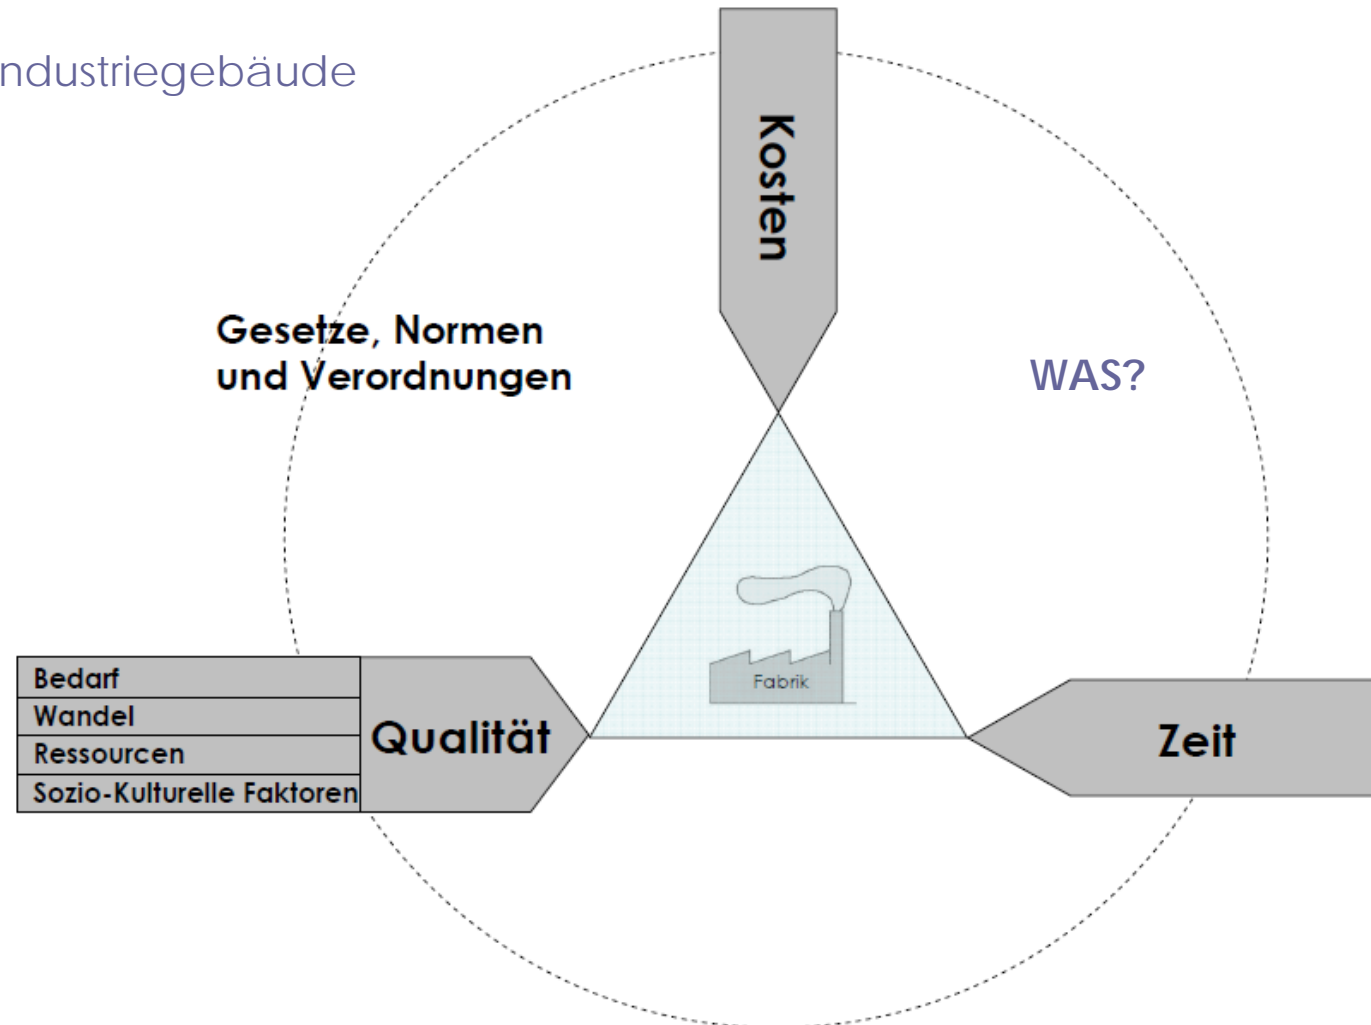 ndustriegebäude
Kosten
Gesetze, Normen
und Verordnungen
WAS?
Fabrik
Bedarf
Wandel
Ressourcen
Sozio-Kulturelle Faktoren
Qualität
Zeit